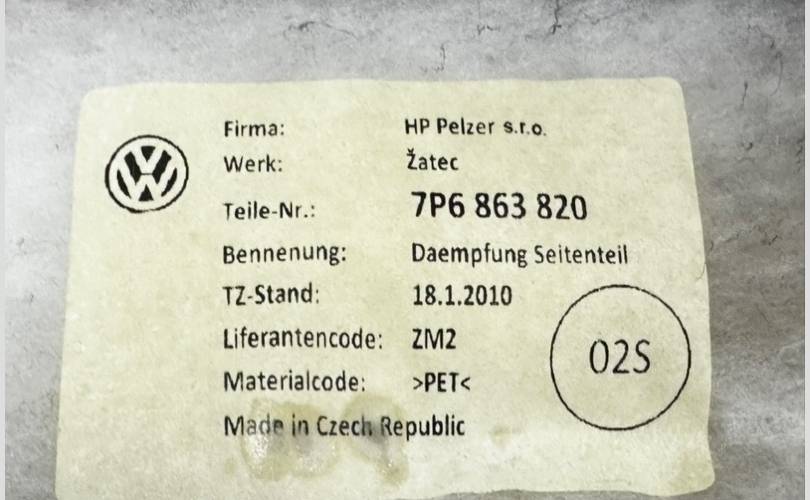 Firma: HP Pelzer s.r.o.
Werk: Žatec
Teile-Nr.: 7P6 863 820
Bennenung: Daempfung Seitenteil
TZ-Stand: 18.1.2010
Liferantencode: ZM2
Materialcode: >PET<
02S
Made in Czech Republic